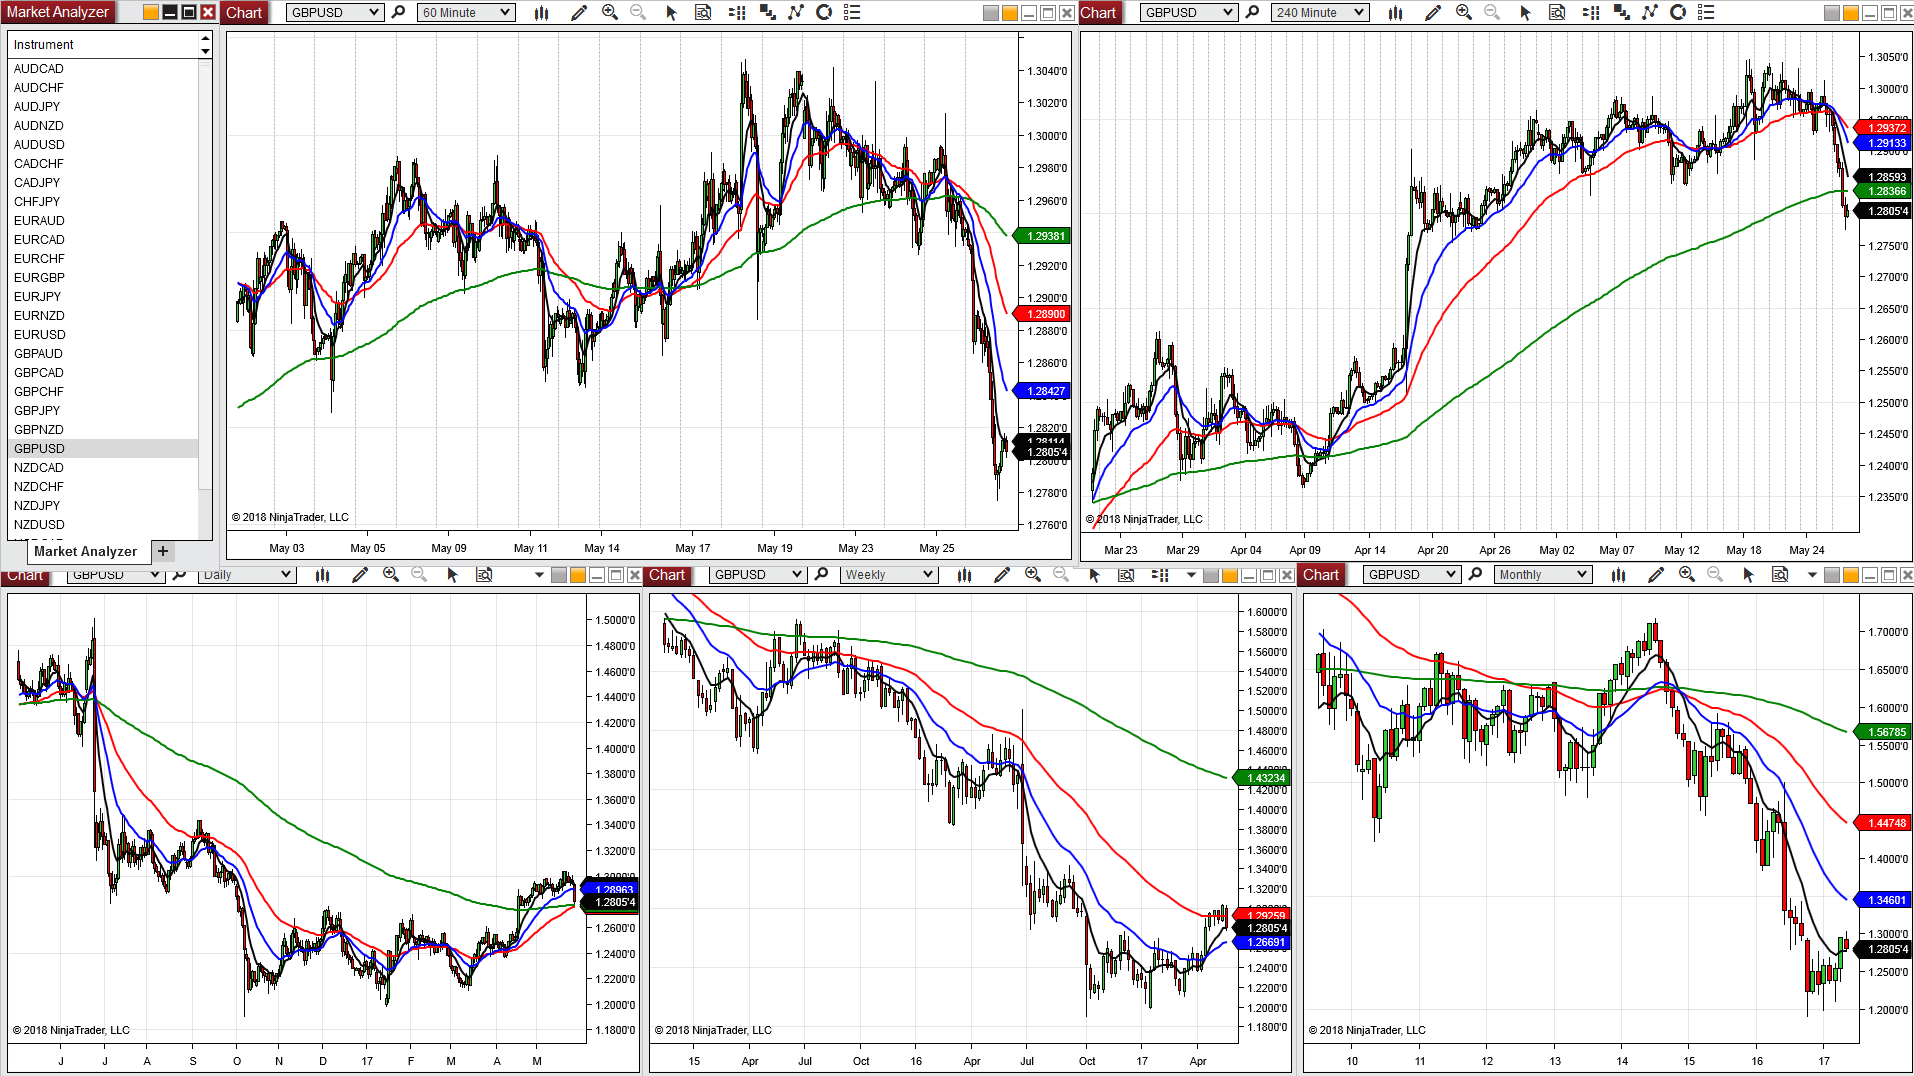 Market Analyzer
Instrument
AUDCAD
AUDCHF
AUDJPY
AUDNZD
AUDUSD
CADCHF
CADJPY
CHFJPY
EURAUD
EURCAD
EURCHF
EURGBP
EURJPY
EURNZD
EURUSD
GBPAUD
GBPCAD
GBPCHF
GBPJPY
GBPNZD
GBPUSD
NZDCAD
NZDCHF
NZDJPY
NZDUSD
Market Analyzer +
Chart GBPUSD 60 Minute
1.3040'0
1.3020'0
1.3000'0
1.2980'0
1.2960'0
1.29381
1.2920'0
1.2900'0
1.28900
1.2880'0
1.2860'0
1.28427
1.2820'0
1.28114
1.2805'4
1.2800'0
1.2780'0
1.2760'0
© 2018 NinjaTrader, LLC
May 03 May 05 May 09 May 11 May 14 May 17 May 19 May 23 May 25
Chart GBPUSD 240 Minute
1.3050'0
1.3000'0
1.29372
1.29133
1.28593
1.28366
1.2805'4
1.2750'0
1.2700'0
1.2650'0
1.2600'0
1.2550'0
1.2500'0
1.2450'0
1.2400'0
1.2350'0
© 2018 NinjaTrader, LLC
Mar 23 Mar 29 Apr 04 Apr 09 Apr 14 Apr 20 Apr 26 May 02 May 07 May 12 May 18 May 24
Chart GBPUSD Daily
1.5000'0
1.4800'0
1.4600'0
1.4400'0
1.4200'0
1.4000'0
1.3800'0
1.3600'0
1.3400'0
1.3200'0
1.28963
1.2805'4
1.2600'0
1.2400'0
1.2200'0
1.2000'0
1.1800'0
© 2018 NinjaTrader, LLC
J J A S O N D 17 F M A M
Chart GBPUSD Weekly
1.6000'0
1.5800'0
1.5600'0
1.5400'0
1.5200'0
1.5000'0
1.4800'0
1.4600'0
1.43234
1.4200'0
1.4000'0
1.3800'0
1.3600'0
1.3400'0
1.3200'0
1.29259
1.2805'4
1.26691
1.2400'0
1.2200'0
1.2000'0
1.1800'0
© 2018 NinjaTrader, LLC
15 Apr Jul Oct 16 Apr Jul Oct 17 Apr
Chart GBPUSD Monthly
1.7000'0
1.6500'0
1.6000'0
1.56785
1.5500'0
1.5000'0
1.44748
1.4000'0
1.34601
1.3000'0
1.2805'4
1.2500'0
1.2000'0
© 2018 NinjaTrader, LLC
10 11 12 13 14 15 16 17